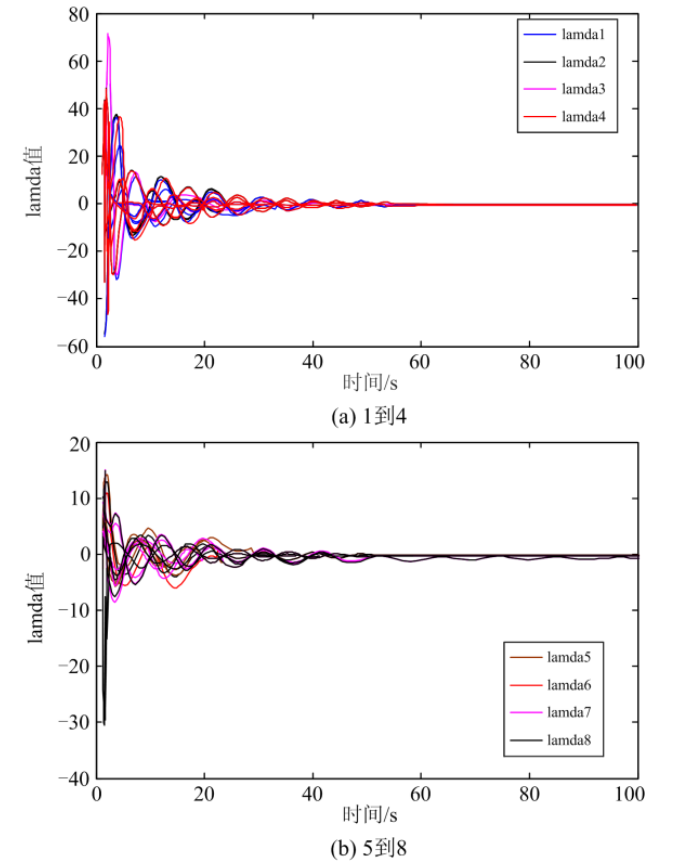 80
60
40
20
0
−20
−40
−60
lamda值
lamda1
lamda2
lamda3
lamda4
0 20 40 60 80 100
时间/s
(a) 1到4
20
10
0
−10
−20
−30
−40
lamda值
lamda5
lamda6
lamda7
lamda8
0 20 40 60 80 100
时间/s
(b) 5到8